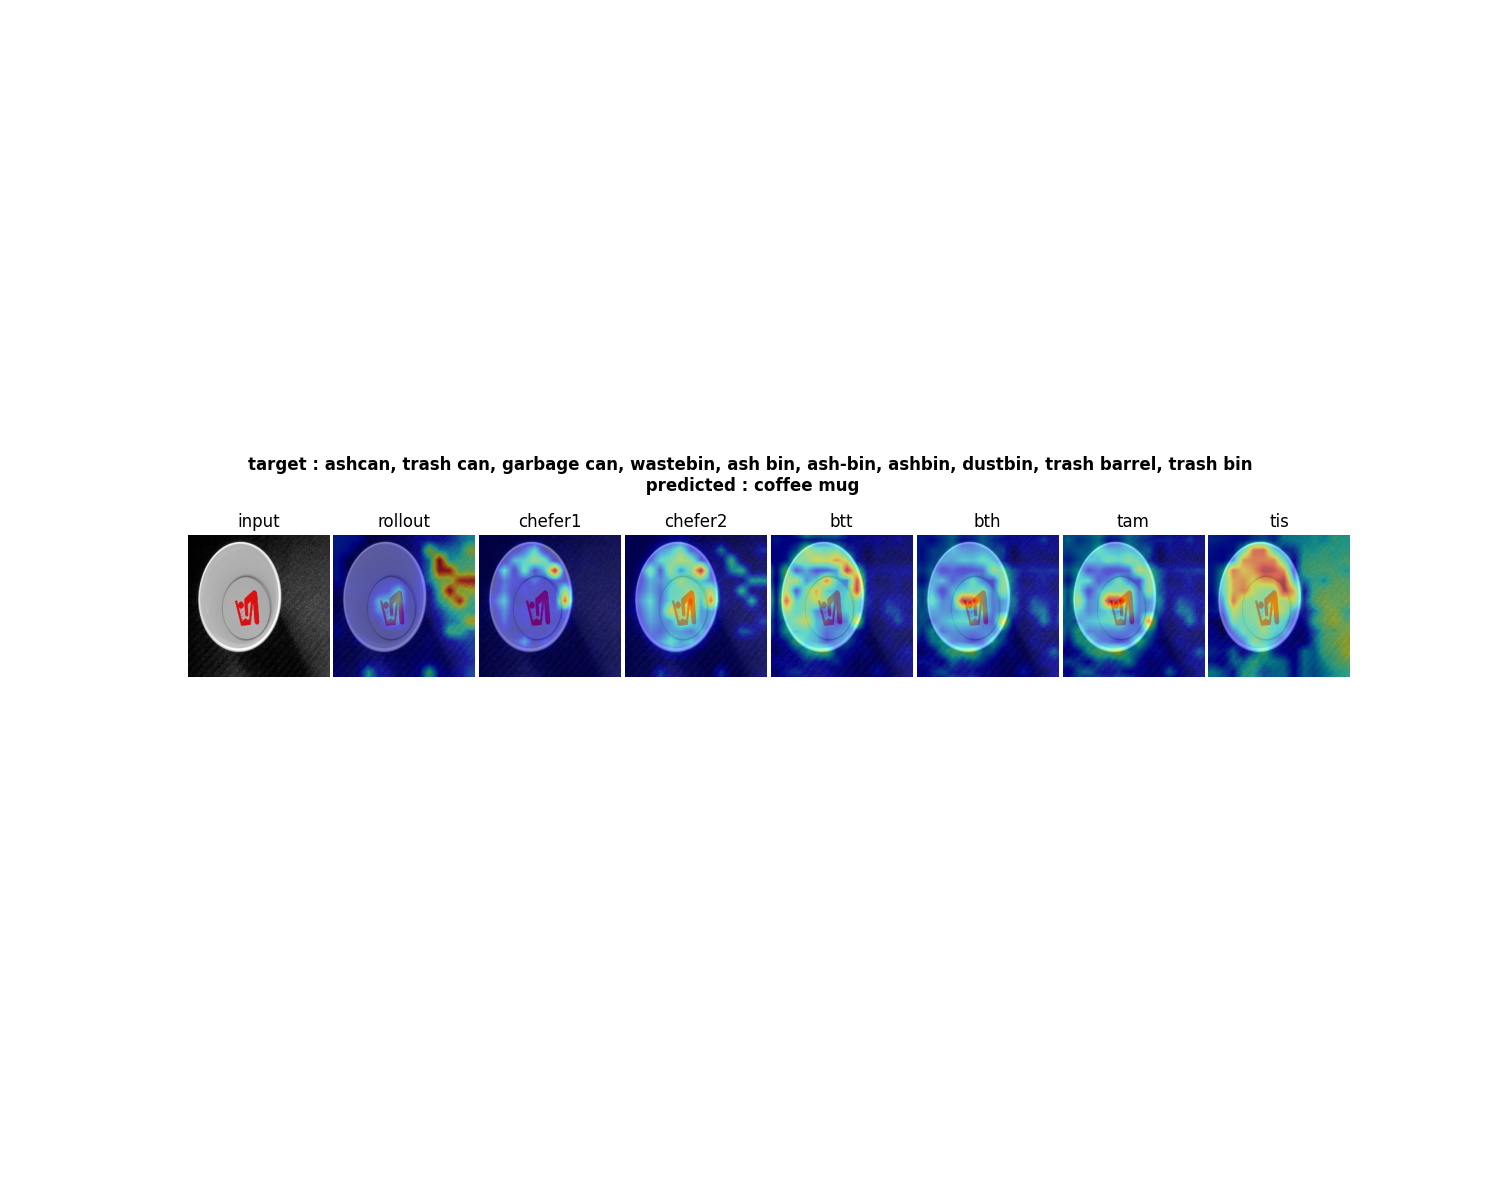 target : ashcan, trash can, garbage can, wastebin, ash bin, ash-bin, ashbin, dustbin, trash barrel, trash bin
predicted : coffee mug
input rollout chefer1 chefer2 btt bth tam tis